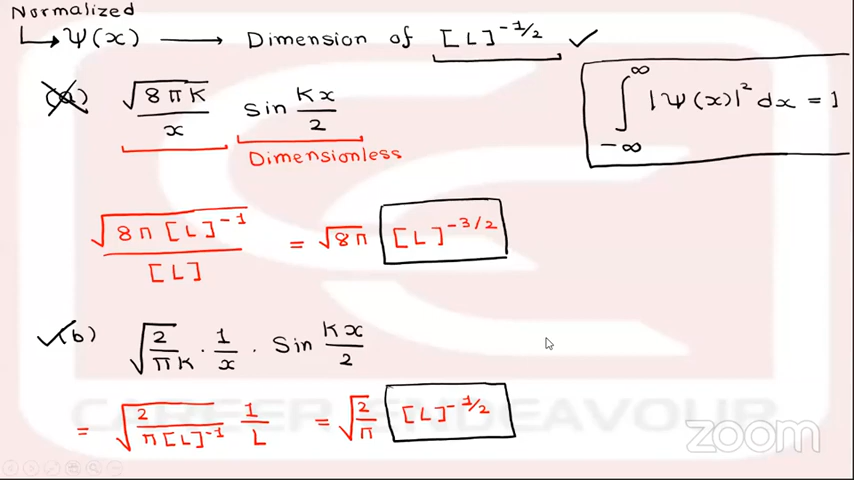 Normalized
↳ Ψ(x) ⟶ Dimension of [L]^{-1/2} ✓
∫_{-∞}^{∞} |Ψ(x)|² dx = 1
(a) √(8πK)/x Sin Kx/2
Dimensionless
√(8π[L]^{-1})/[L] = √8π [L]^{-3/2}
✓(b) √(2/πK) · 1/x · Sin Kx/2
= √(2/π[L]^{-1}) 1/L = √(2/π) [L]^{-1/2}
CAREER ENDEAVOUR
zoom